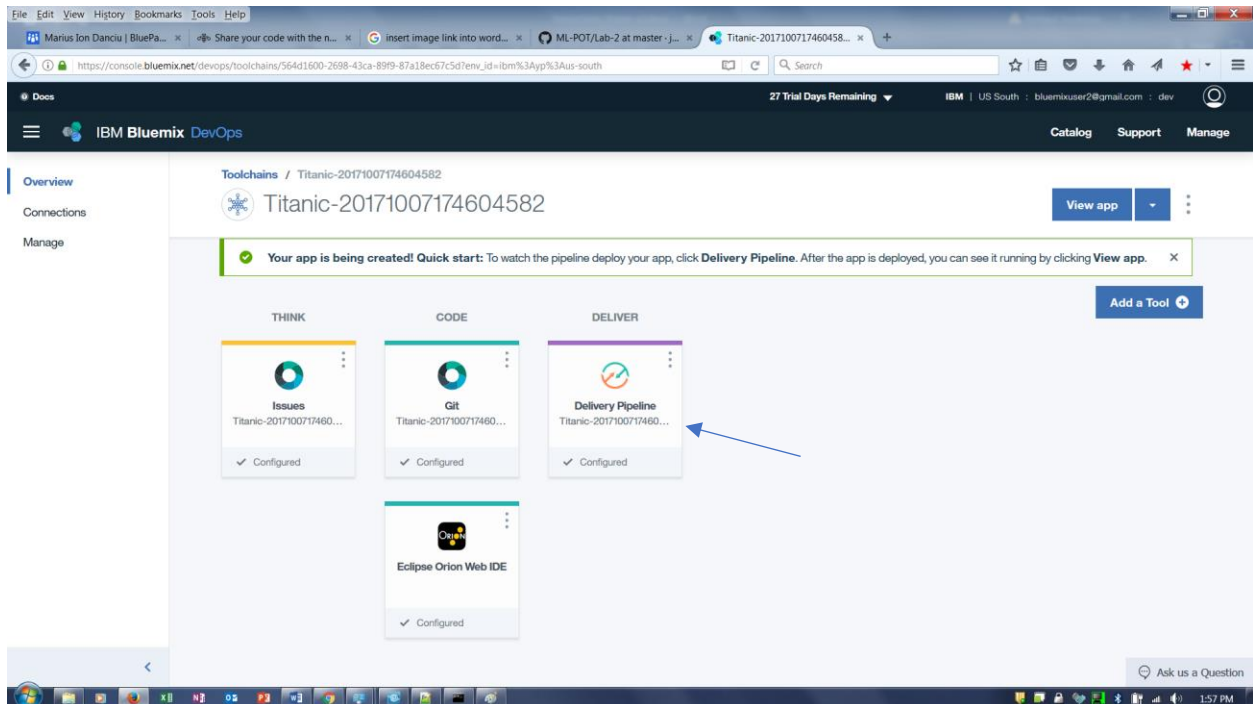 File Edit View History Bookmarks Tools Help
Marius Ion Danciu | BluePa... × Share your code with the n... × insert image link into word... × ML-POT/Lab-2 at master · j... × Titanic-2017100717460458... × +
https://console.bluemix.net/devops/toolchains/564d1600-2698-43ca-89f9-87a18ec67c5d?env_id=ibm%3Ayp%3Aus-south Search
Docs 27 Trial Days Remaining IBM | US South : bluemixuser2@gmail.com : dev
IBM Bluemix DevOps Catalog Support Manage
Overview
Connections
Manage
Toolchains / Titanic-20171007174604582
Titanic-20171007174604582
View app
Your app is being created! Quick start: To watch the pipeline deploy your app, click Delivery Pipeline. After the app is deployed, you can see it running by clicking View app. ×
Add a Tool
THINK CODE DELIVER
Issues
Titanic-2017100717460...
Configured
Git
Titanic-2017100717460...
Configured
Delivery Pipeline
Titanic-2017100717460...
Configured
ORION
Eclipse Orion Web IDE
Configured
Ask us a Question
1:57 PM